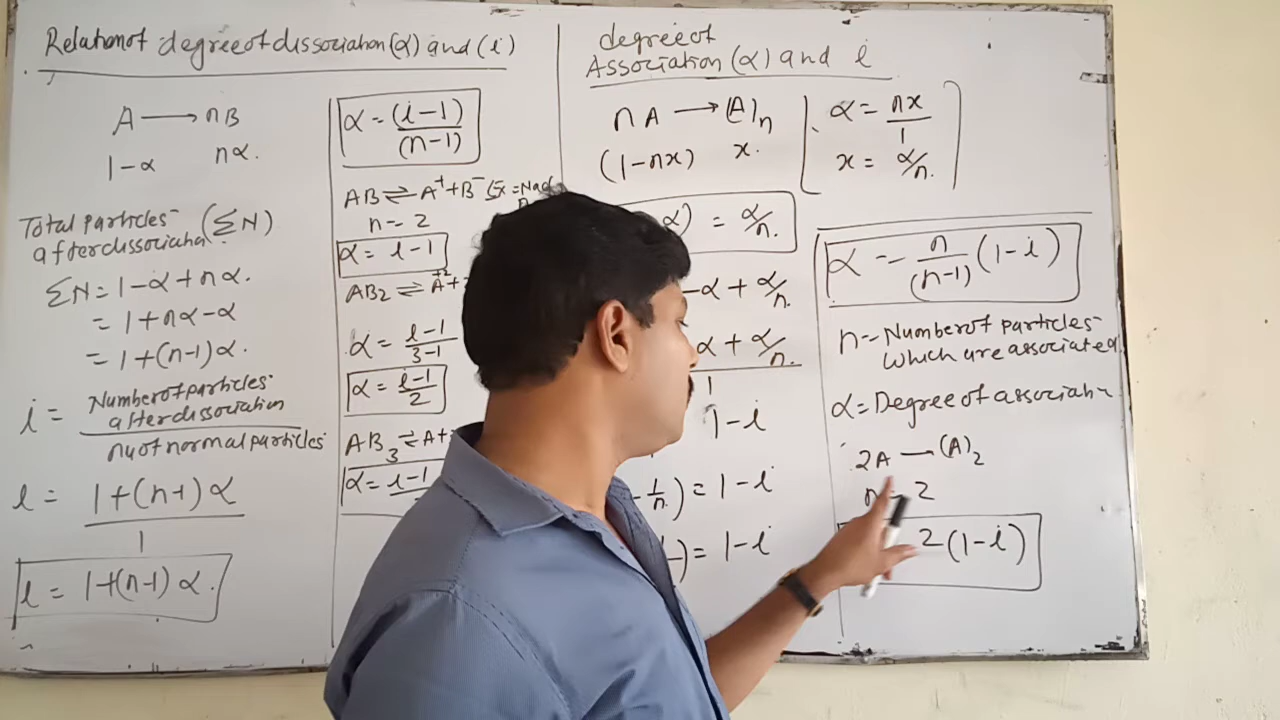 Relation of degree of dissociation (α) and (i)
A ⟶ nB
1-α nα.
Total particles
after dissociation (ΣN)
ΣN = 1-α + nα.
= 1+nα-α
= 1+(n-1)α.
i = Number of particles after dissociation / no of normal particles
i = 1+(n-1)α / 1
i = 1+(n-1)α.
α = (i-1) / (n-1)
AB ⇌ A⁺ + B⁻
n = 2
α = i-1
AB₂ ⇌ A⁺²
α = i-1 / 3-1
α = i-1 / 2
AB₃ ⇌ A+
α = i-1
degree of
Association (α) and i
nA ⟶ (A)n
(1-nx) x.
α = nx / 1
x = α/n.
α) = α/n.
-α + α/n.
α + α/n.
1
1-i
-1/n.) = 1-i
) = 1-i
α = n / (n-1) (1-i)
n = Number of particles
which are associated
α = Degree of associatn
2A ⟶ (A)₂
n = 2
2(1-i)